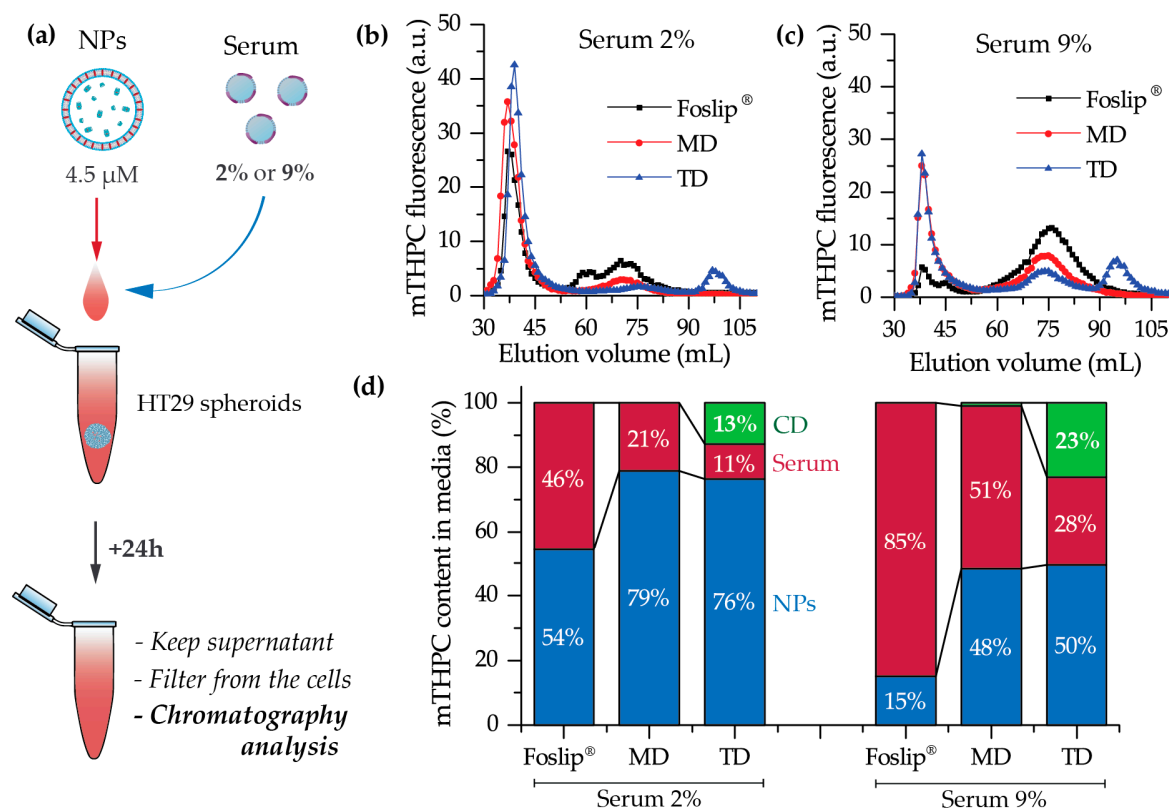 (a)
NPs
Serum
4.5 µM
2% or 9%
HT29 spheroids
+24h
- Keep supernatant
- Filter from the cells
- Chromatography
analysis
(b)
Serum 2%
mTHPC fluorescence (a.u.)
50
40
30
20
10
0
Foslip®
MD
TD
30 45 60 75 90 105
Elution volume (mL)
(c)
Serum 9%
mTHPC fluorescence (a.u.)
50
40
30
20
10
0
Foslip®
MD
TD
30 45 60 75 90 105
Elution volume (mL)
(d)
mTHPC content in media (%)
100
80
60
40
20
0
46%
54%
21%
79%
13%
11%
76%
CD
Serum
NPs
85%
15%
51%
48%
23%
28%
50%
Foslip® MD TD Foslip® MD TD
Serum 2% Serum 9%